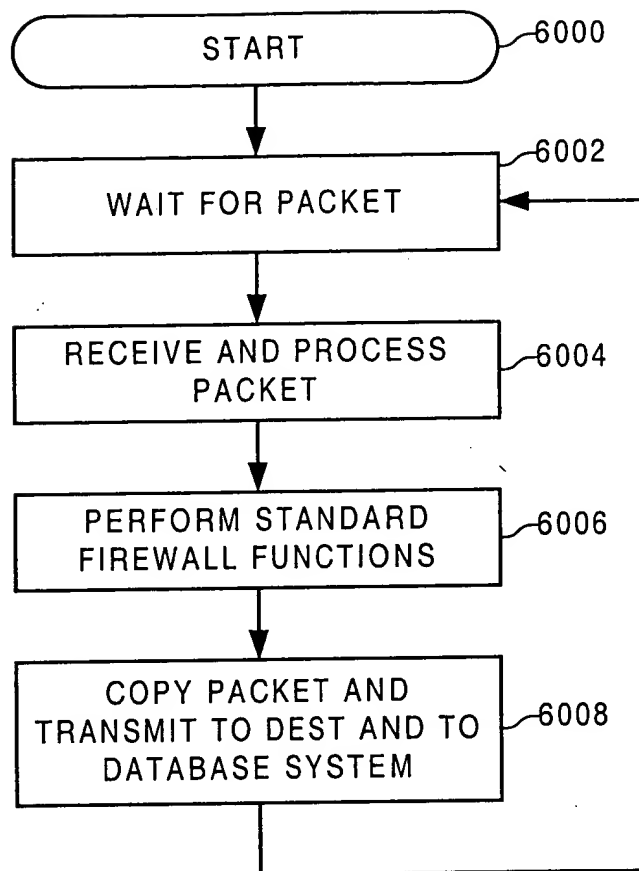 START
6000
WAIT FOR PACKET
6002
RECEIVE AND PROCESS
PACKET
6004
PERFORM STANDARD
FIREWALL FUNCTIONS
6006
COPY PACKET AND
TRANSMIT TO DEST AND TO
DATABASE SYSTEM
6008